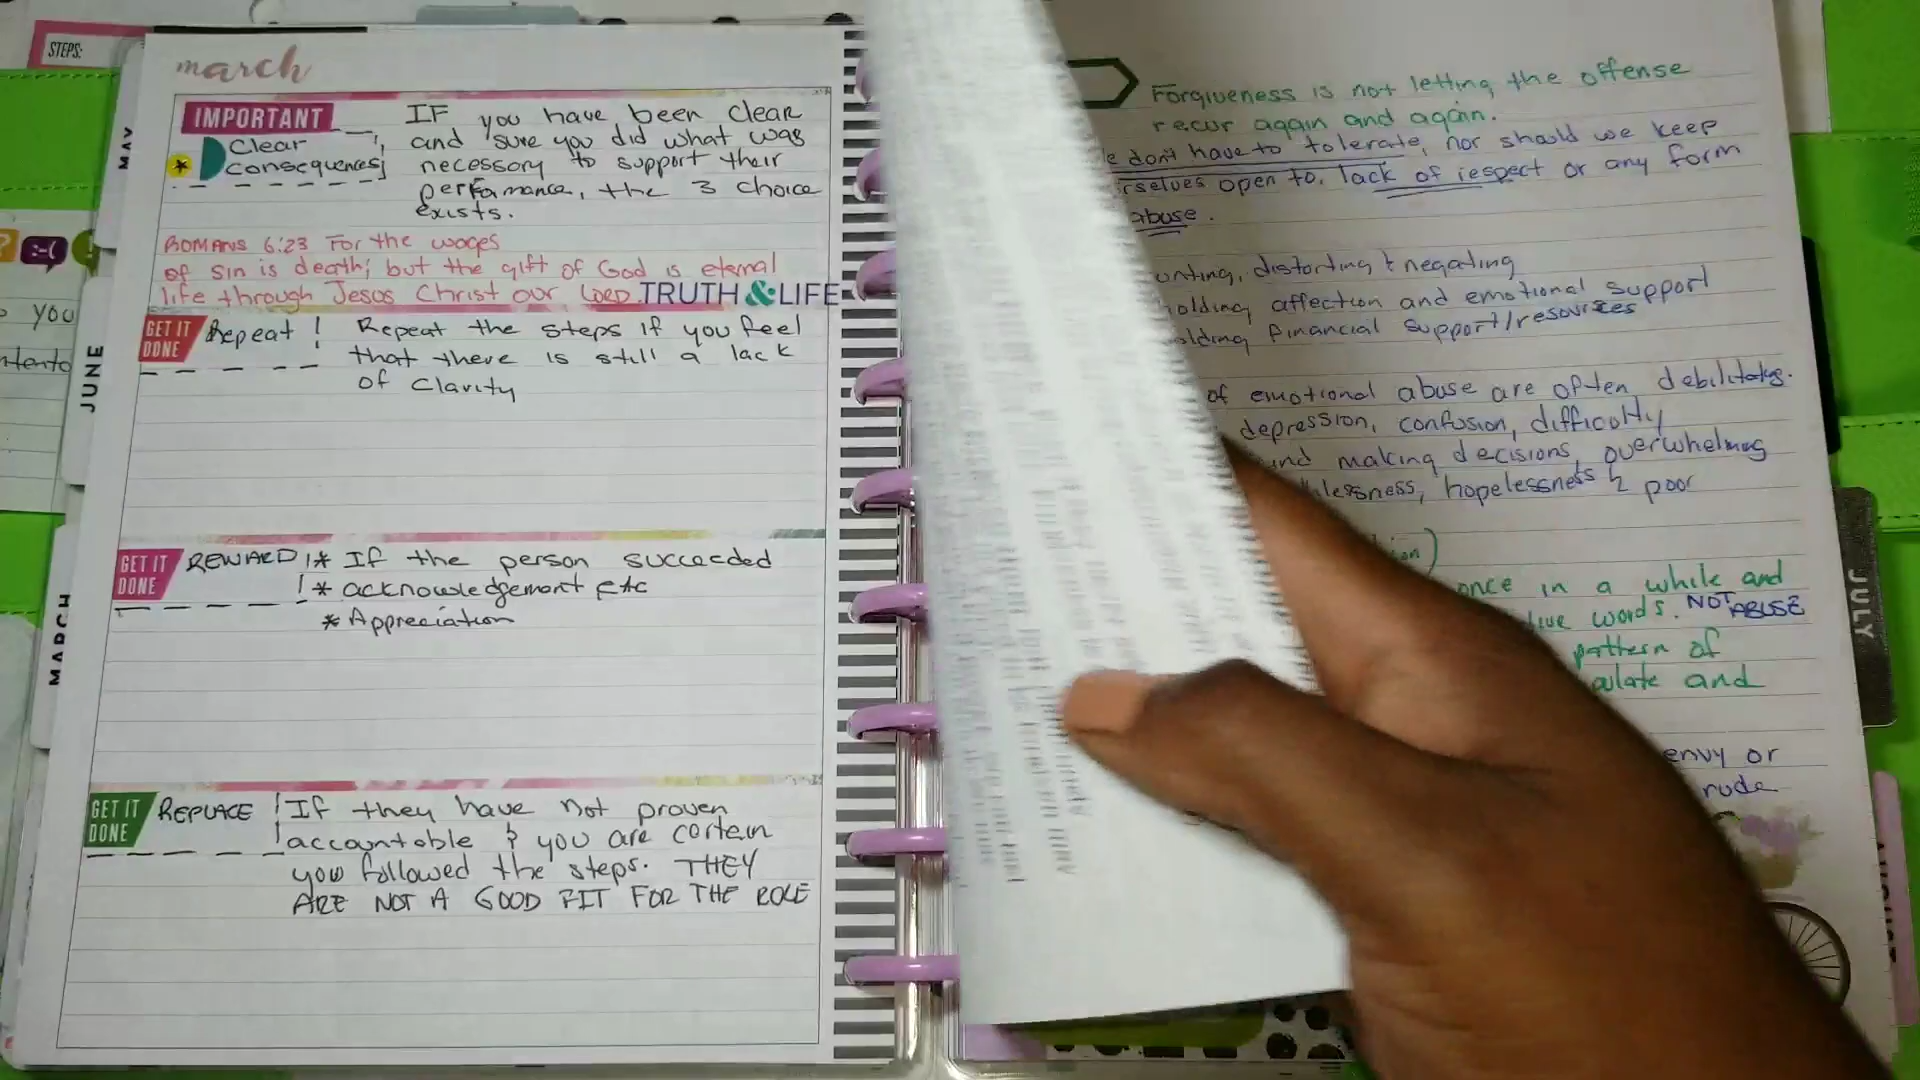 STEPS:
march
IMPORTANT
Clear
consequences
IF you have been clear
and sure you did what was
necessary to support their
performance, the 3 choice
exists.
ROMANS 6:23 For the wages
of sin is death; but the gift of God is eternal
life through Jesus Christ our Lord. TRUTH & LIFE
GET IT DONE
Repeat
Repeat the steps if you feel
that there is still a lack
of Clarity
GET IT DONE
REWARD
* If the person succeeded
* acknowledgement Etc
* Appreciation
GET IT DONE
REPLACE
If they have not proven
accountable & you are certain
you followed the steps. THEY
ARE NOT A GOOD FIT FOR THE ROLE
MAY
JUNE
MARCH
you
Forgiveness is not letting the offense
recur again and again.
don't have to tolerate, nor should we keep
open to, lack of respect or any form
abuse.
distorting & negating
affection and emotional support
financial support/resources
of emotional abuse are often
depression, confusion, difficulty
making decisions, overwhelming
hopelessness & poor
once in a while and
words. NOT ABUSE
pattern of
and
envy or
rude
JULY